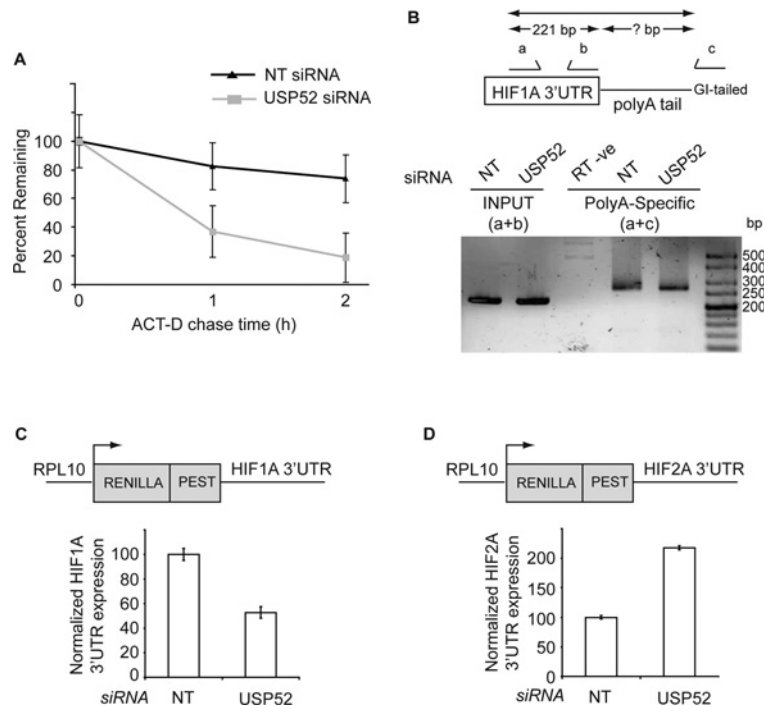 A
NT siRNA
USP52 siRNA
Percent Remaining
100
80
60
40
20
0
0
1
2
ACT-D chase time (h)
B
221 bp
? bp
a
b
c
HIF1A 3'UTR
polyA tail
GI-tailed
siRNA
NT
USP52
RT -ve
NT
USP52
INPUT
(a+b)
PolyA-Specific
(a+c)
bp
500
400
300
250
200
C
RPL10
RENILLA
PEST
HIF1A 3'UTR
Normalized HIF1A
3'UTR expression
100
80
60
40
20
0
siRNA
NT
USP52
D
RPL10
RENILLA
PEST
HIF2A 3'UTR
Normalized HIF2A
3'UTR expression
200
100
0
siRNA
NT
USP52